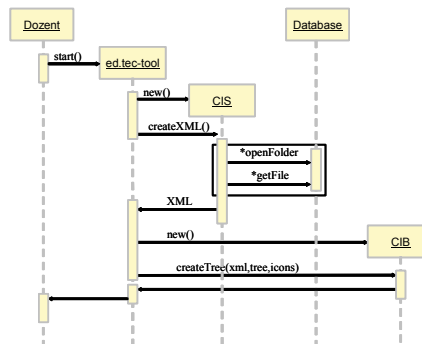 Dozent
Database
start()
ed.tec-tool
new()
CIS
createXML()
*openFolder
*getFile
XML
new()
CIB
createTree(xml,tree,icons)